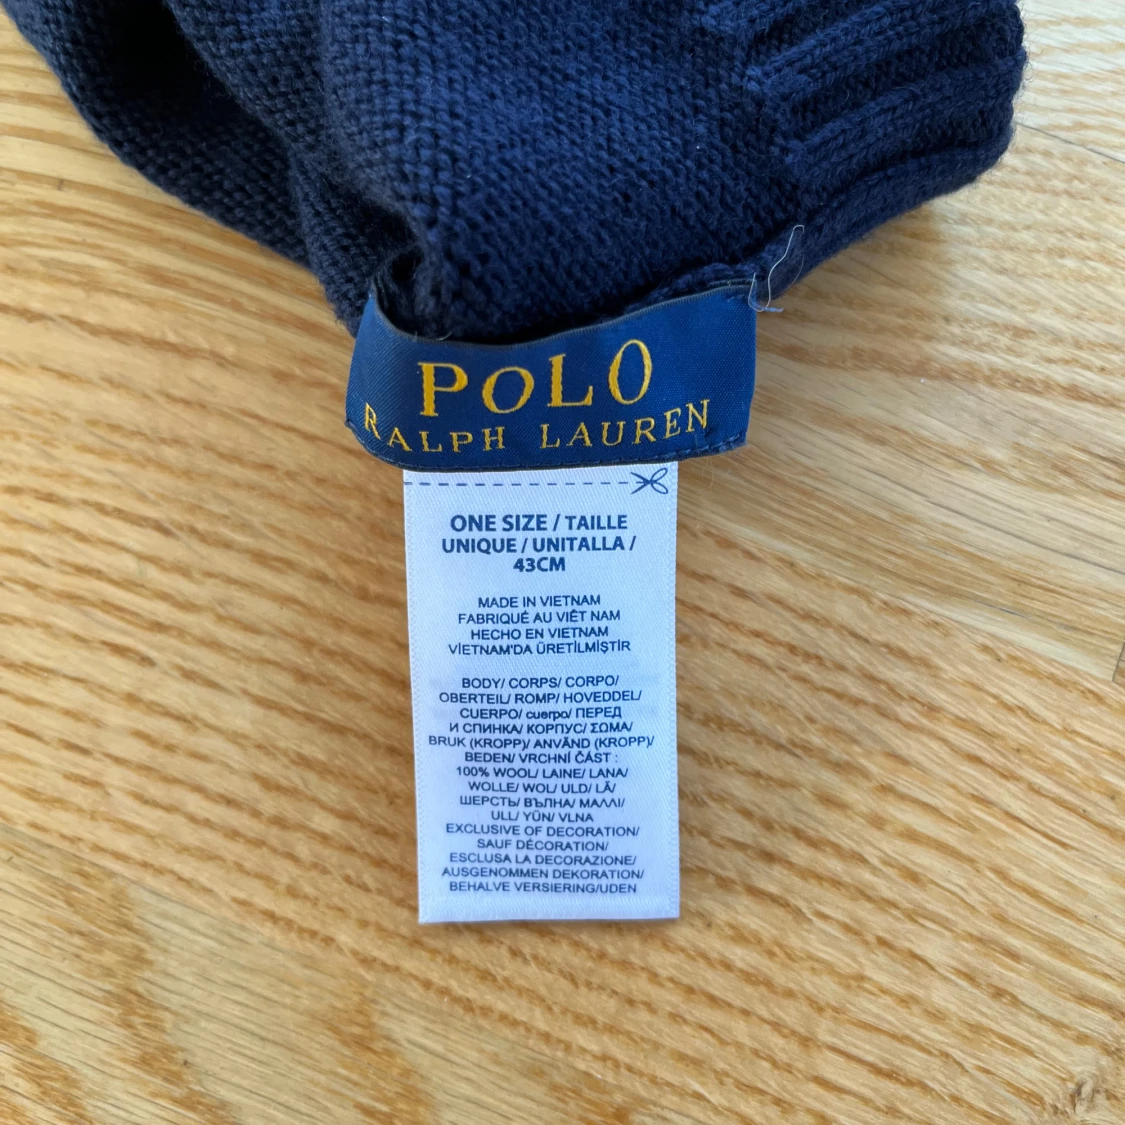 POLO
RALPH LAUREN
ONE SIZE / TAILLE
UNIQUE / UNITALLA /
43CM
MADE IN VIETNAM
FABRIQUÉ AU VIÊT NAM
HECHO EN VIETNAM
VİETNAM'DA ÜRETİLMİŞTİR
BODY/ CORPS/ CORPO/
OBERTEIL/ ROMP/ HOVEDDEL/
CUERPO/ cuerpo/ ПЕРЕД
И СПИНКА/ КОРПУС/ ΣΩΜΑ/
BRUK (KROPP)/ ANVÄND (KROPP)/
BEDEN/ VRCHNÍ ČÁST :
100% WOOL/ LAINE/ LANA/
WOLLE/ WOL/ ULD/ LÃ/
ШЕРСТЬ/ ВЪЛНА/ ΜΑΛΛΙ/
ULL/ YÜN/ VLNA
EXCLUSIVE OF DECORATION/
SAUF DÉCORATION/
ESCLUSA LA DECORAZIONE/
AUSGENOMMEN DEKORATION/
BEHALVE VERSIERING/UDEN